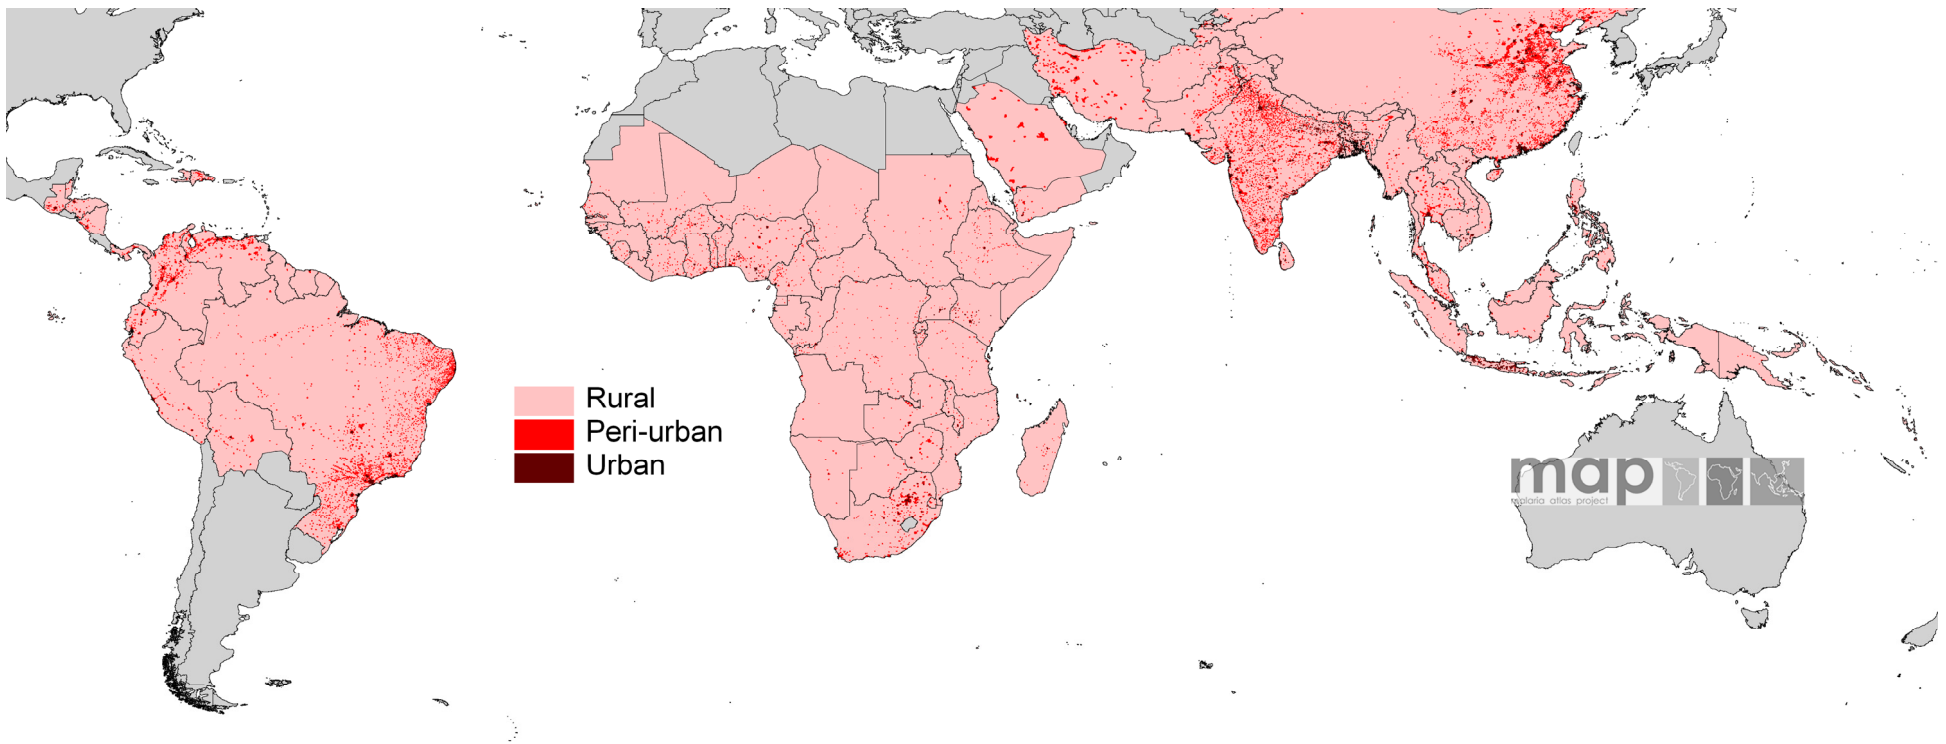 Rural
Peri-urban
Urban
map
malaria atlas project